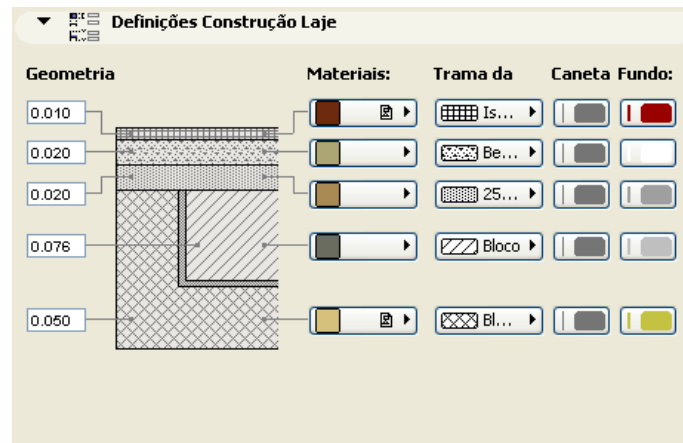 Definições Construção Laje
Geometria Materiais: Trama da Caneta Fundo:
0.010 Is...
0.020 Be...
0.020 25...
0.076 Bloco
0.050 Bl...